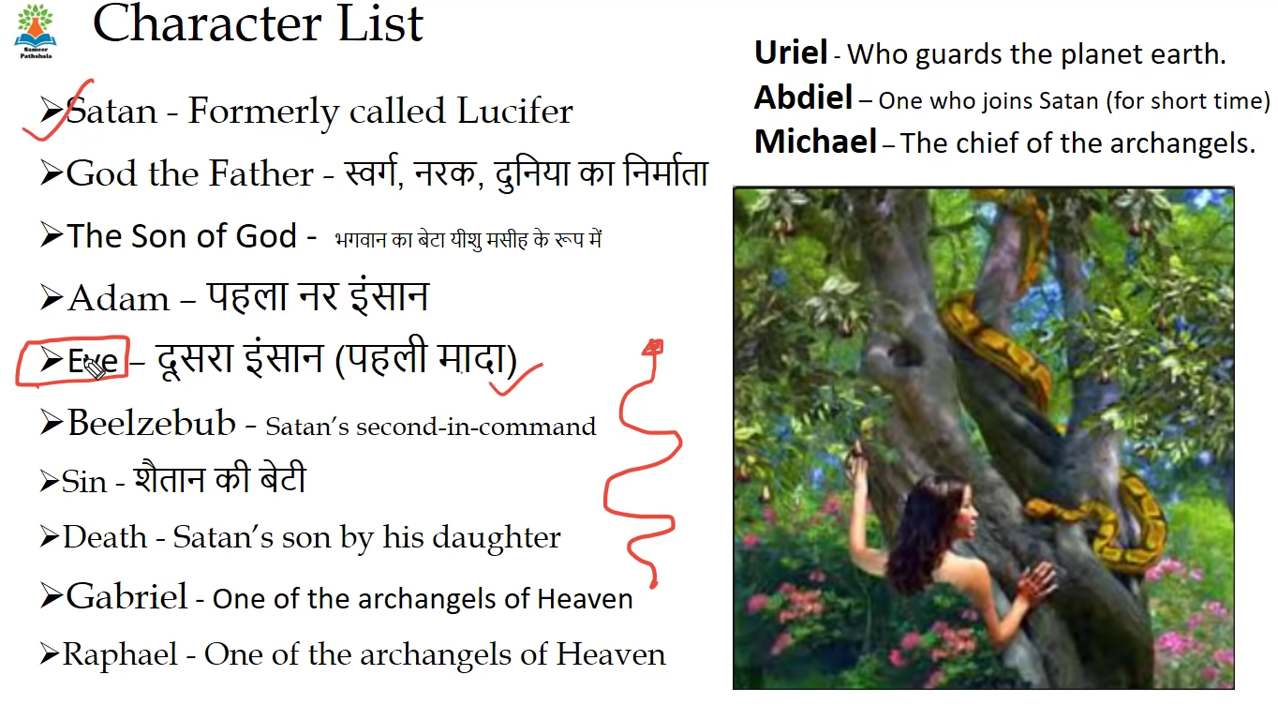 Character List
Sameer
Pathshala
➢Satan - Formerly called Lucifer
➢God the Father - स्वर्ग, नरक, दुनिया का निर्माता
➢The Son of God - भगवान का बेटा यीशु मसीह के रूप में
➢Adam – पहला नर इंसान
➢Eve – दूसरा इंसान (पहली मादा)
➢Beelzebub - Satan's second-in-command
➢Sin - शैतान की बेटी
➢Death - Satan's son by his daughter
➢Gabriel - One of the archangels of Heaven
➢Raphael - One of the archangels of Heaven
Uriel - Who guards the planet earth.
Abdiel – One who joins Satan (for short time)
Michael – The chief of the archangels.